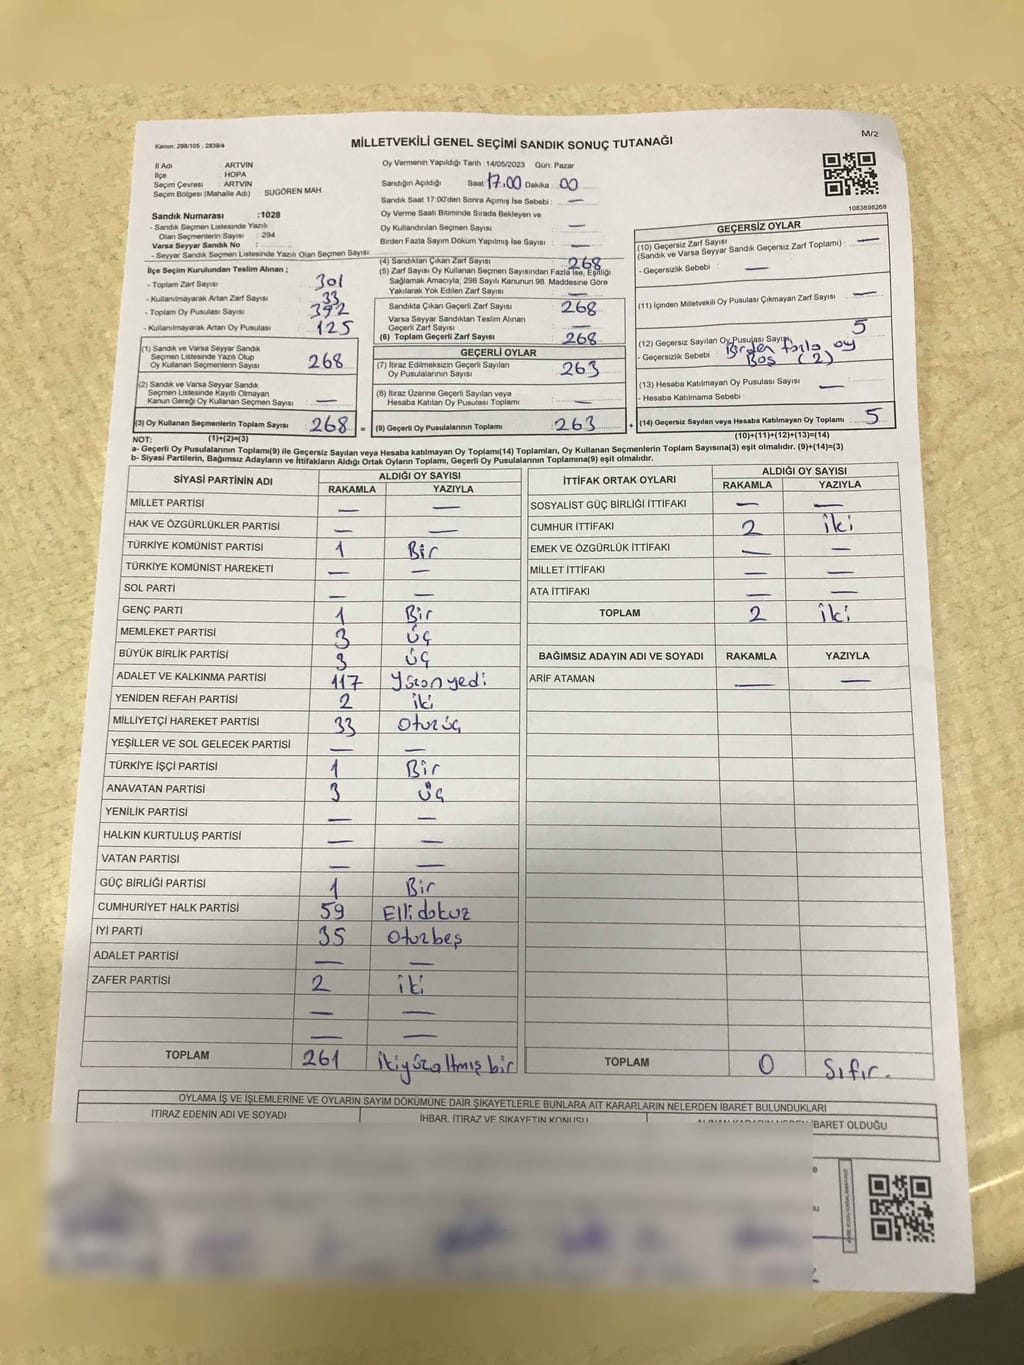 M/2
Kanun: 298/105 , 2839/4
MİLLETVEKİLİ GENEL SEÇİMİ SANDIK SONUÇ TUTANAĞI
İl Adı : ARTVİN
İlçe : HOPA
Seçim Çevresi : ARTVİN
Seçim Bölgesi (Mahalle Adı) : SUGÖREN MAH.
Sandık Numarası :1028
- Sandık Seçmen Listesinde Yazılı
Olan Seçmenlerin Sayısı : 294
Varsa Seyyar Sandık No :
- Seyyar Sandık Seçmen Listesinde Yazılı Olan Seçmen Sayısı:
Oy Vermenin Yapıldığı Tarih :14/05/2023 Gün: Pazar
Sandığın Açıldığı Saat: 17.00 Dakika : 00
Sandık Saat 17.00'den Sonra Açımış İse Sebebi : —
Oy Verme Saati Bitiminde Sırada Bekleyen ve
Oy Kullandırılan Seçmen Sayısı : —
Birden Fazla Sayım Döküm Yapılmış İse Sayısı : —
1083698268
İlçe Seçim Kurulundan Teslim Alınan ;
- Toplam Zarf Sayısı : 301
- Kullanılmayarak Artan Zarf Sayısı : 33
- Toplam Oy Pusulası Sayısı : 392
- Kullanılmayarak Artan Oy Pusulası : 125
(1) Sandık ve Varsa Seyyar Sandık
Seçmen Listesinde Yazılı Olup
Oy Kullanan Seçmenlerin Sayısı : 268
(2) Sandık ve Varsa Seyyar Sandık
Seçmen Listesinde Kayıtlı Olmayan
Kanun Gereği Oy Kullanan Seçmen Sayısı : —
(3) Oy Kullanan Seçmenlerin Toplam Sayısı : 268 =
(1)+(2)=(3)
(4) Sandıktan Çıkan Zarf Sayısı : 268
(5) Zarf Sayısı Oy Kullanan Seçmen Sayısından Fazla İse, Eşitliği
Sağlamak Amacıyla; 298 Sayılı Kanunun 98. Maddesine Göre
Yakılarak Yok Edilen Zarf Sayısı : —
Sandıkta Çıkan Geçerli Zarf Sayısı : 268
Varsa Seyyar Sandıktan Teslim Alınan
Geçerli Zarf Sayısı : —
(6) Toplam Geçerli Zarf Sayısı : 268
GEÇERLİ OYLAR
(7) İtiraz Edilmeksizin Geçerli Sayılan
Oy Pusulalarının Sayısı : 263
(8) İtiraz Üzerine Geçerli Sayılan veya
Hesaba Katılan Oy Pusulası Toplamı : —
(9) Geçerli Oy Pusulalarının Toplamı : 263 +
GEÇERSİZ OYLAR
(10) Geçersiz Zarf Sayısı
(Sandık ve Varsa Seyyar Sandık Geçersiz Zarf Toplamı) : —
- Geçersizlik Sebebi : —
(11) İçinden Milletvekili Oy Pusulası Çıkmayan Zarf Sayısı : —
(12) Geçersiz Sayılan Oy Pusulası Sayısı : 5
- Geçersizlik Sebebi : Birden fazla oy
Boş (2)
(13) Hesaba Katılmayan Oy Pusulası Sayısı : —
- Hesaba Katılmama Sebebi :
(14) Geçersiz Sayılan veya Hesaba Katılmayan Oy Toplamı : 5
(10)+(11)+(12)+(13)=(14)
NOT:
a- Geçerli Oy Pusulalarının Toplamı(9) ile Geçersiz Sayılan veya Hesaba katılmayan Oy Toplamı(14) Toplamları, Oy Kullanan Seçmenlerin Toplam Sayısına(3) eşit olmalıdır. (9)+(14)=(3)
b- Siyasi Partilerin, Bağımsız Adayların ve İttifakların Aldığı Ortak Oyların Toplamı, Geçerli Oy Pusulalarının Toplamına(9) eşit olmalıdır.
SİYASİ PARTİNİN ADI ALDIĞI OY SAYISI
RAKAMLA YAZIYLA
MİLLET PARTİSİ — —
HAK VE ÖZGÜRLÜKLER PARTİSİ — —
TÜRKİYE KOMÜNİST PARTİSİ 1 Bir
TÜRKİYE KOMÜNİST HAREKETİ — —
SOL PARTİ — —
GENÇ PARTİ 1 Bir
MEMLEKET PARTİSİ 3 üç
BÜYÜK BİRLİK PARTİSİ 3 üç
ADALET VE KALKINMA PARTİSİ 117 Yüzonyedi
YENİDEN REFAH PARTİSİ 2 iki
MİLLİYETÇİ HAREKET PARTİSİ 33 Otuzüç
YEŞİLLER VE SOL GELECEK PARTİSİ — —
TÜRKİYE İŞÇİ PARTİSİ 1 Bir
ANAVATAN PARTİSİ 3 üç
YENİLİK PARTİSİ — —
HALKIN KURTULUŞ PARTİSİ — —
VATAN PARTİSİ — —
GÜÇ BİRLİĞİ PARTİSİ 1 Bir
CUMHURİYET HALK PARTİSİ 59 Ellidokuz
İYİ PARTİ 35 Otuzbeş
ADALET PARTİSİ — —
ZAFER PARTİSİ 2 iki
— —
— —
TOPLAM 261 ikiyüzaltmışbir
İTTİFAK ORTAK OYLARI ALDIĞI OY SAYISI
RAKAMLA YAZIYLA
SOSYALİST GÜÇ BİRLİĞİ İTTİFAKI — —
CUMHUR İTTİFAKI 2 iki
EMEK VE ÖZGÜRLÜK İTTİFAKI — —
MİLLET İTTİFAKI — —
ATA İTTİFAKI — —
TOPLAM 2 iki
BAĞIMSIZ ADAYIN ADI VE SOYADI RAKAMLA YAZIYLA
ARİF ATAMAN — —
TOPLAM 0 Sıfır.
OYLAMA İŞ VE İŞLEMLERİNE VE OYLARIN SAYIM DÖKÜMÜNE DAİR ŞİKAYETLERLE BUNLARA AİT KARARLARIN NELERDEN İBARET BULUNDUKLARI
İTİRAZ EDENİN ADI VE SOYADI İHBAR, İTİRAZ VE ŞİKAYETİN KONUSU İBARET OLDUĞU